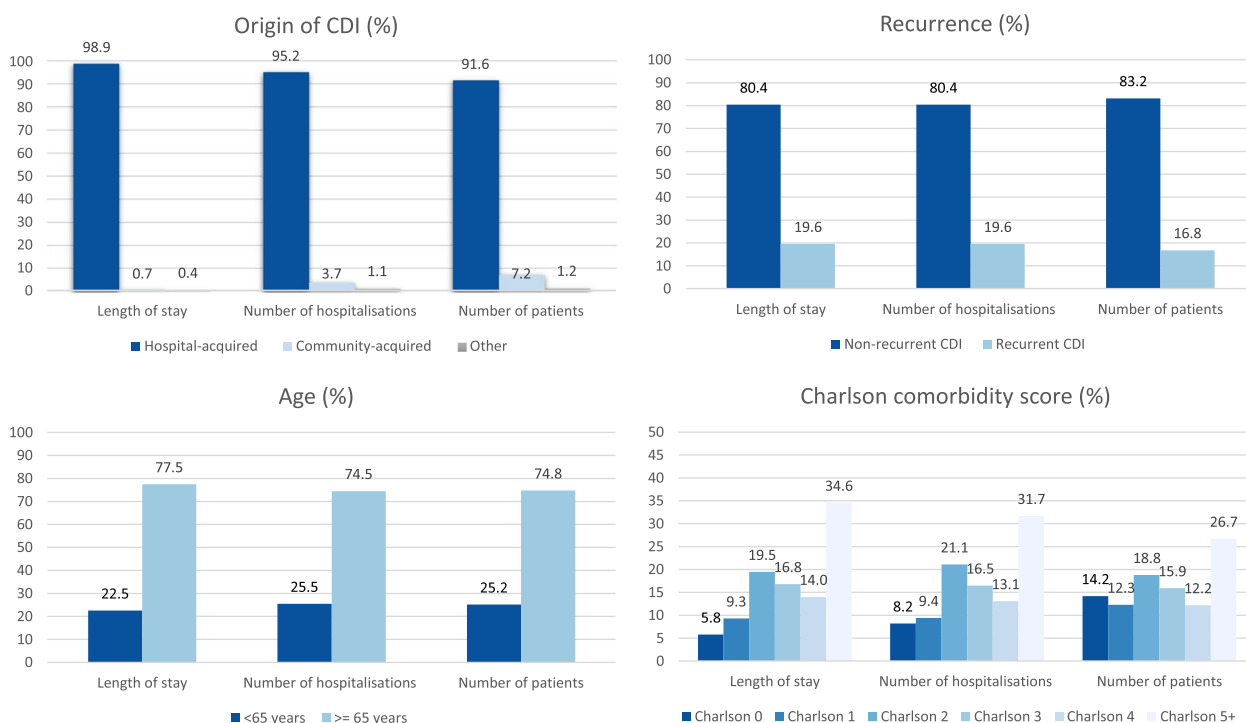 Origin of CDI (%)
98.9
95.2
91.6
100
90
80
70
60
50
40
30
20
10
0
0.7
0.4
3.7
1.1
7.2
1.2
Length of stay
Number of hospitalisations
Number of patients
Hospital-acquired
Community-acquired
Other
Recurrence (%)
100
90
80
70
60
50
40
30
20
10
0
80.4
19.6
80.4
19.6
83.2
16.8
Length of stay
Number of hospitalisations
Number of patients
Non-recurrent CDI
Recurrent CDI
Age (%)
100
90
80
70
60
50
40
30
20
10
0
22.5
77.5
25.5
74.5
25.2
74.8
Length of stay
Number of hospitalisations
Number of patients
<65 years
>= 65 years
Charlson comorbidity score (%)
50
45
40
35
30
25
20
15
10
5
0
5.8
9.3
19.5
16.8
14.0
34.6
8.2
9.4
21.1
16.5
13.1
31.7
14.2
12.3
18.8
15.9
12.2
26.7
Length of stay
Number of hospitalisations
Number of patients
Charlson 0
Charlson 1
Charlson 2
Charlson 3
Charlson 4
Charlson 5+